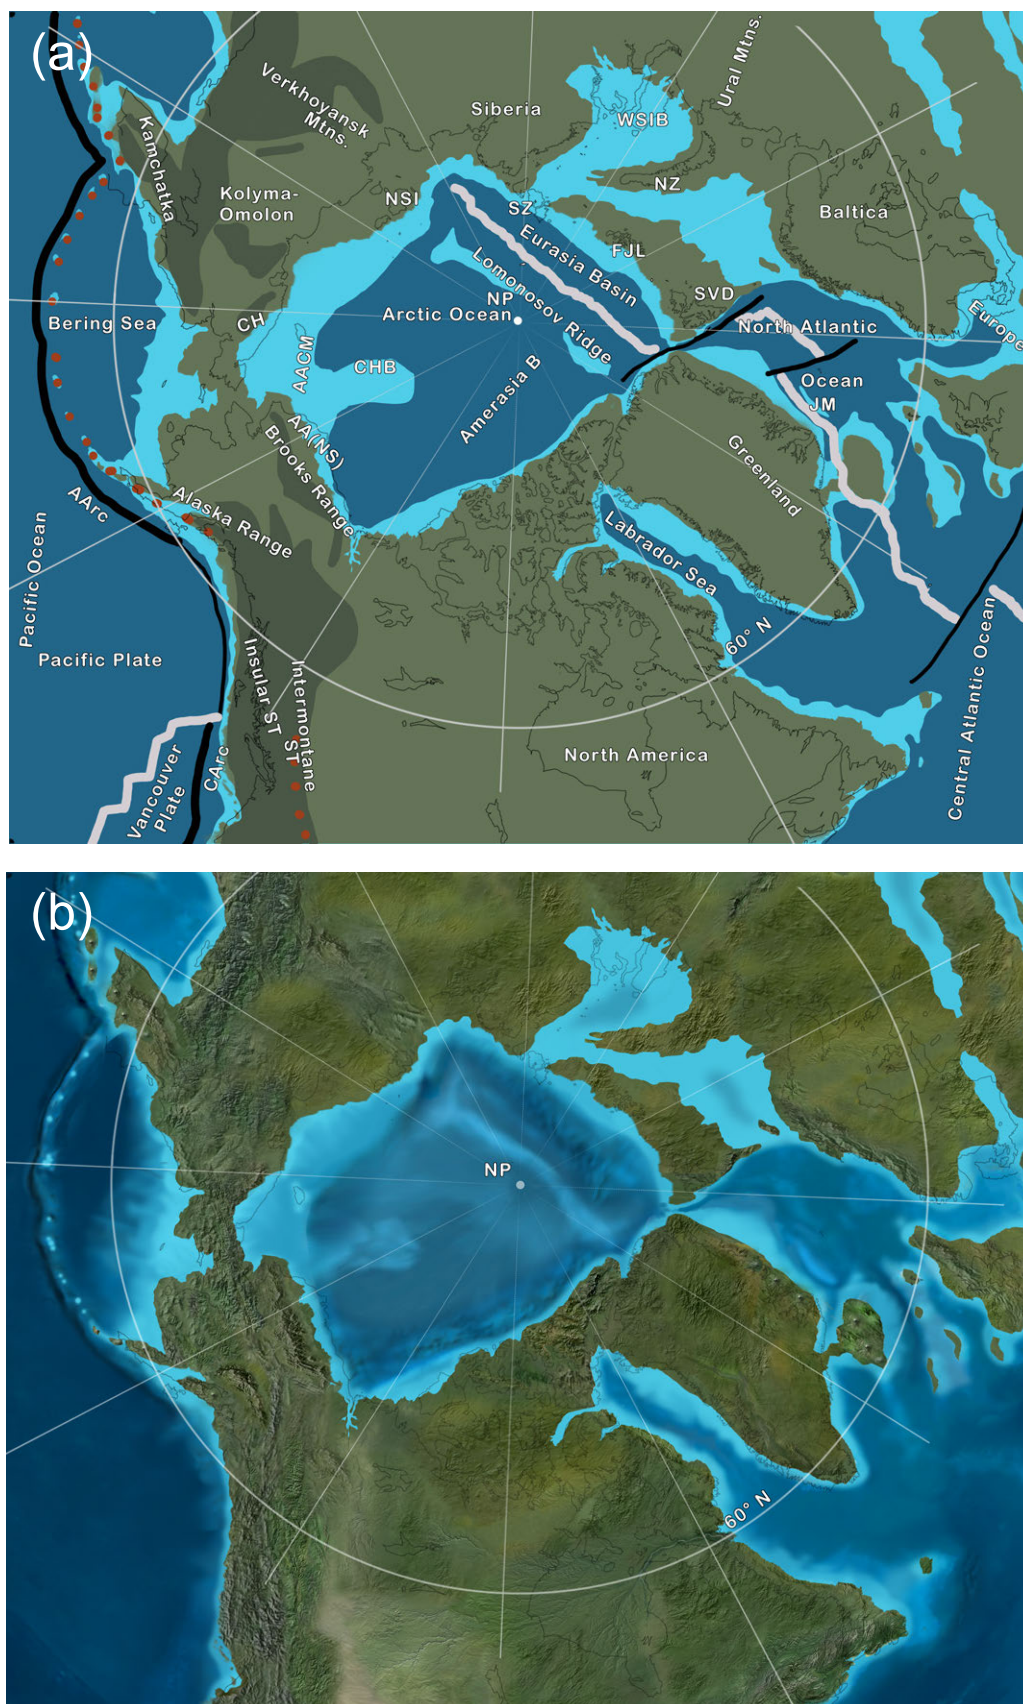 (a)
Ural Mtns.
Verkhoyansk
Mtns.
Siberia
WSIB
Kamchatka
Kolyma-
Omolon
NSI
SZ
NZ
Baltica
Eurasia Basin
FJL
Lomonosov Ridge
SVD
NP
Arctic Ocean
Bering Sea
CH
North Atlantic
Ocean
Europe
AACM
CHB
Amerasia B
JM
AA(NS)
Brooks Range
Greenland
AArc
Alaska Range
Labrador Sea
Pacific Ocean
60° N
Pacific Plate
Insular ST
Intermontane
ST
Central Atlantic Ocean
Vancouver
Plate
CArc
North America
(b)
NP
60° N